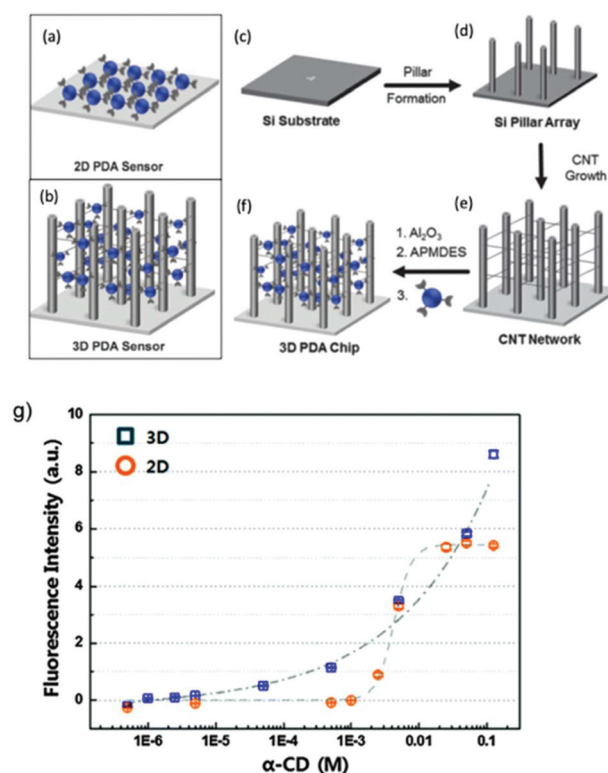 (a)
2D PDA Sensor
(b)
3D PDA Sensor
(c)
Si Substrate
Pillar
Formation
(d)
Si Pillar Array
CNT
Growth
(e)
CNT Network
1. Al₂O₃
2. APMDES
3.
(f)
3D PDA Chip
g)
Fluorescence Intensity (a.u.)
10
8
6
4
2
0
3D
2D
1E-6
1E-5
1E-4
1E-3
0.01
0.1
α-CD (M)